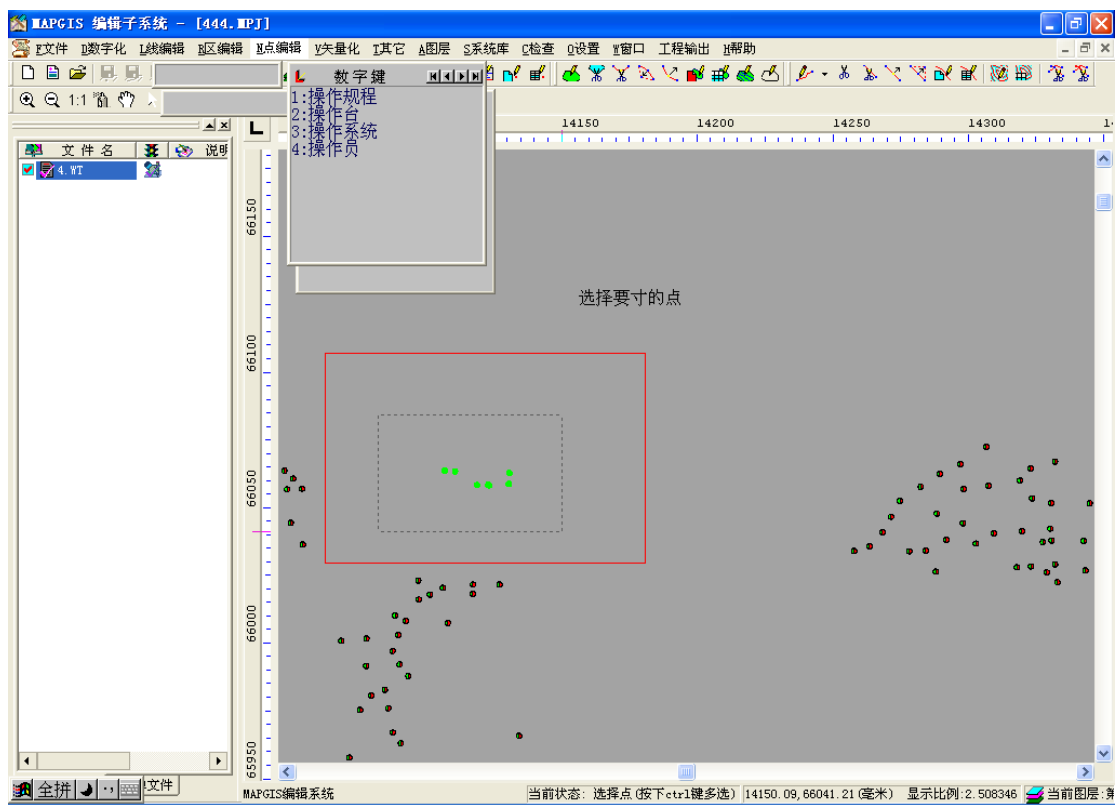 MAPGIS 编辑子系统 - [444.MPJ]
F文件 D数字化 L线编辑 R区编辑 N点编辑 V矢量化 I其它 A图层 S系统库 C检查 Q设置 W窗口 工程输出 H帮助
1:1
数字键
1:操作规程
2:操作台
3:操作系统
4:操作员
文件名 说明
4.WT
14150 14200 14250 14300 1
66150
66100
66050
66000
65950
选择要寸的点
全拼
文件
MAPGIS编辑系统
当前状态: 选择点(按下ctrl键多选) 14150.09,66041.21(毫米) 显示比例:2.508346 当前图层: